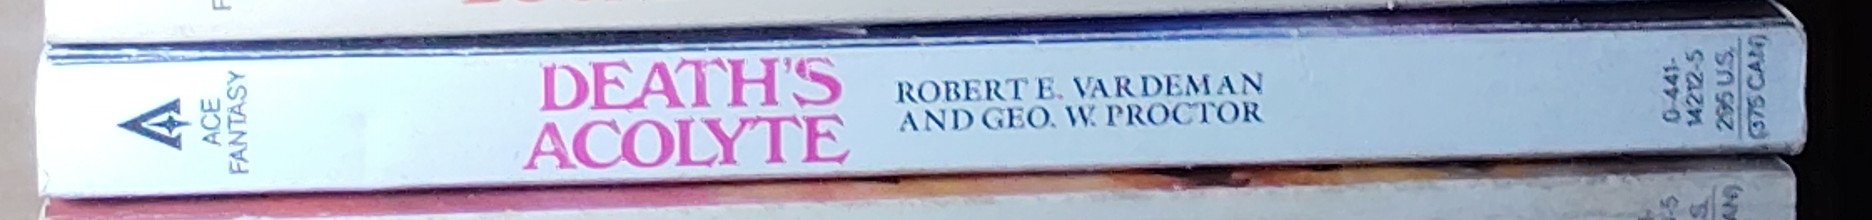 ACE
FANTASY
DEATH'S
ACOLYTE
ROBERT E. VARDEMAN
AND GEO. W. PROCTOR
0-441-
14212-5
295 U.S.
(375 CAN)